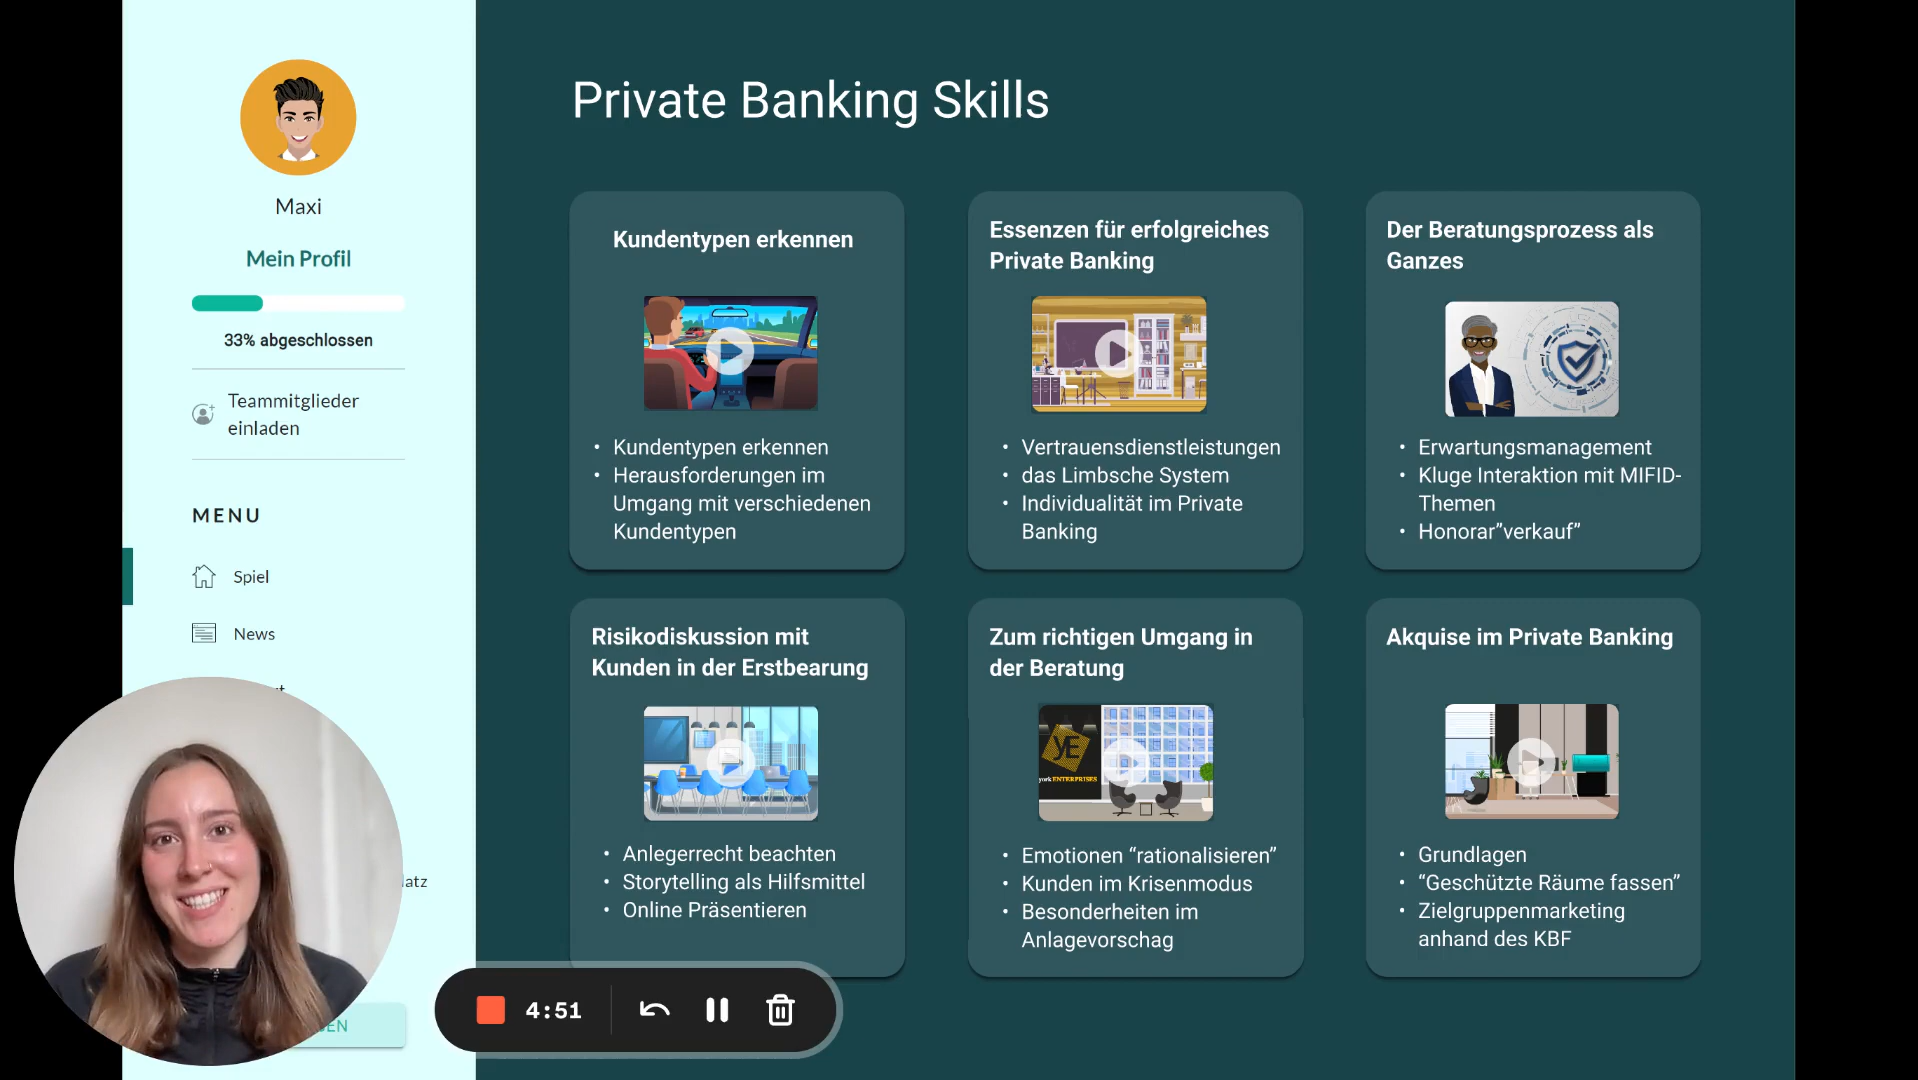 Maxi
Mein Profil
33% abgeschlossen
Teammitglieder
einladen
MENU
Spiel
News
Private Banking Skills
Kundentypen erkennen
• Kundentypen erkennen
• Herausforderungen im
Umgang mit verschiedenen
Kundentypen
Essenzen für erfolgreiches
Private Banking
• Vertrauensdienstleistungen
• das Limbsche System
• Individualität im Private
Banking
Der Beratungsprozess als
Ganzes
• Erwartungsmanagement
• Kluge Interaktion mit MIFID-
Themen
• Honorar”verkauf”
Risikodiskussion mit
Kunden in der Erstbearung
• Anlegerrecht beachten
• Storytelling als Hilfsmittel
• Online Präsentieren
Zum richtigen Umgang in
der Beratung
YE
york ENTERPRISES
• Emotionen “rationalisieren”
• Kunden im Krisenmodus
• Besonderheiten im
Anlagevorschag
Akquise im Private Banking
• Grundlagen
• “Geschützte Räume fassen”
• Zielgruppenmarketing
anhand des KBF
4:51